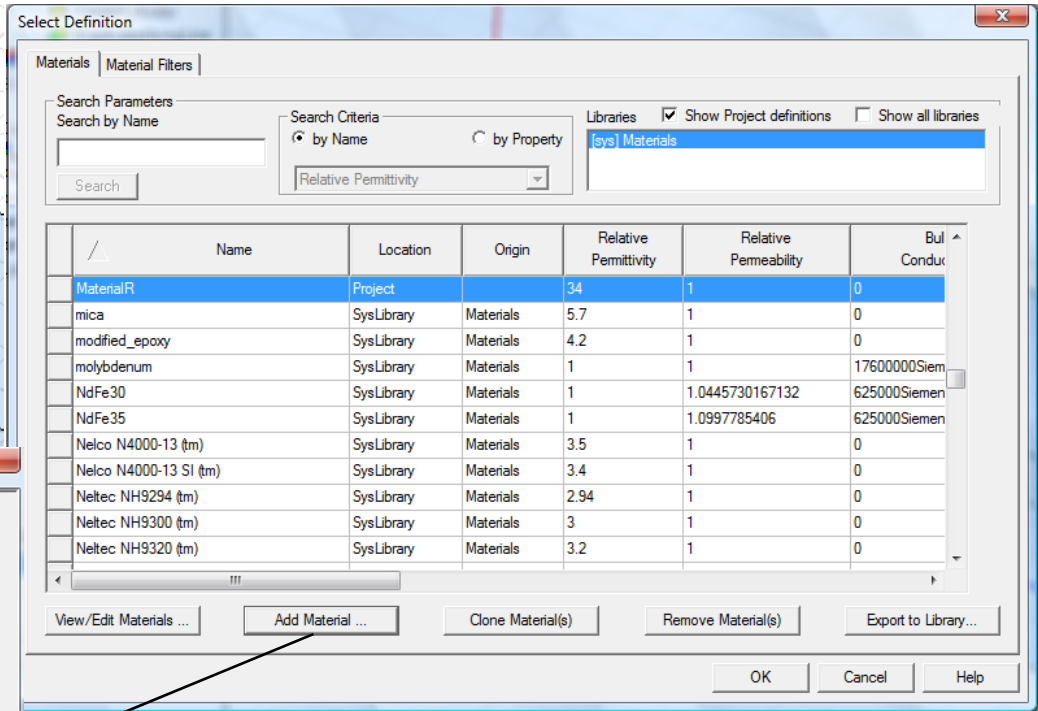 Select Definition
Materials Material Filters
Search Parameters
Search by Name
Search
Search Criteria
by Name by Property
Relative Permittivity
Libraries Show Project definitions Show all libraries
[sys] Materials
Name Location Origin Relative Permittivity Relative Permeability Bul Conduc
MaterialR Project 34 1 0
mica SysLibrary Materials 5.7 1 0
modified_epoxy SysLibrary Materials 4.2 1 0
molybdenum SysLibrary Materials 1 1 17600000Siem
NdFe30 SysLibrary Materials 1 1.0445730167132 625000Siemen
NdFe35 SysLibrary Materials 1 1.0997785406 625000Siemen
Nelco N4000-13 (tm) SysLibrary Materials 3.5 1 0
Nelco N4000-13 SI (tm) SysLibrary Materials 3.4 1 0
Neltec NH9294 (tm) SysLibrary Materials 2.94 1 0
Neltec NH9300 (tm) SysLibrary Materials 3 1 0
Neltec NH9320 (tm) SysLibrary Materials 3.2 1 0
View/Edit Materials ... Add Material ... Clone Material(s) Remove Material(s) Export to Library...
OK Cancel Help